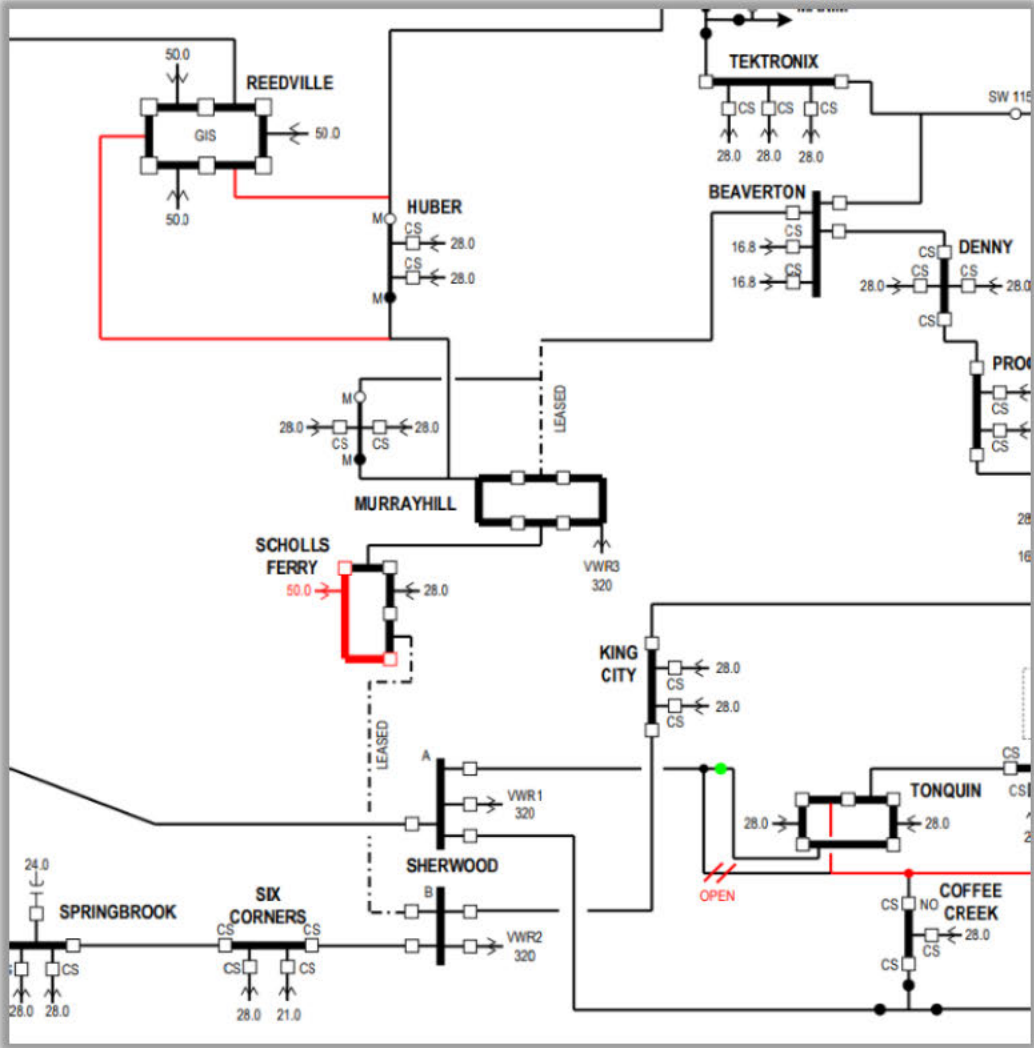 TEKTRONIX
SW 115
CS
CS
CS
28.0
28.0
28.0
50.0
REEDVILLE
GIS
50.0
50.0
HUBER
M
CS
28.0
CS
28.0
M
BEAVERTON
CS
16.8
CS
16.8
DENNY
CS
CS
CS
28.0
28.0
CS
PROG
CS
CS
LEASED
M
28.0
28.0
CS
CS
M
MURRAYHILL
VWR3
320
28
16
SCHOLLS
FERRY
50.0
28.0
LEASED
KING
CITY
28.0
CS
28.0
CS
A
VWR1
320
SHERWOOD
B
VWR2
320
CS
CS
TONQUIN
28.0
28.0
2
OPEN
COFFEE
CREEK
CS
NO
28.0
CS
CS
24.0
SPRINGBROOK
CS
28.0
28.0
SIX
CORNERS
CS
CS
CS
CS
28.0
21.0